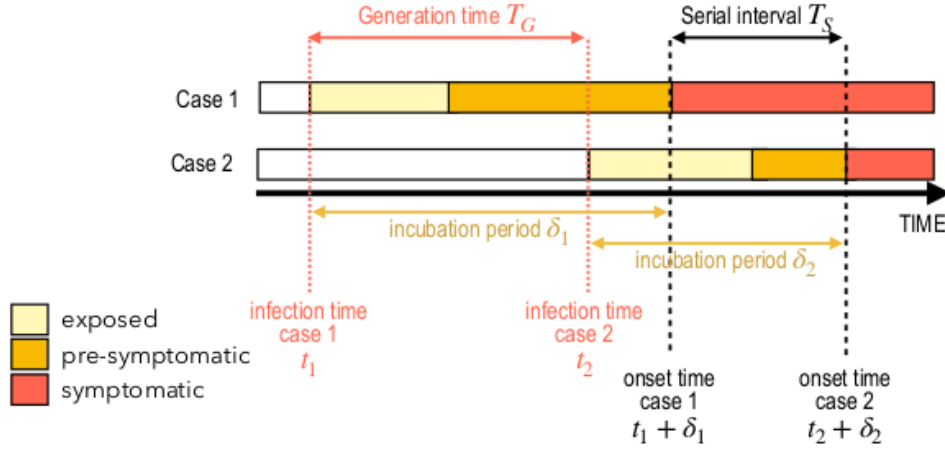 Generation time T_G
Serial interval T_S
Case 1
Case 2
TIME
incubation period δ_1
incubation period δ_2
infection time
case 1
t_1
infection time
case 2
t_2
exposed
pre-symptomatic
symptomatic
onset time
case 1
t_1 + δ_1
onset time
case 2
t_2 + δ_2